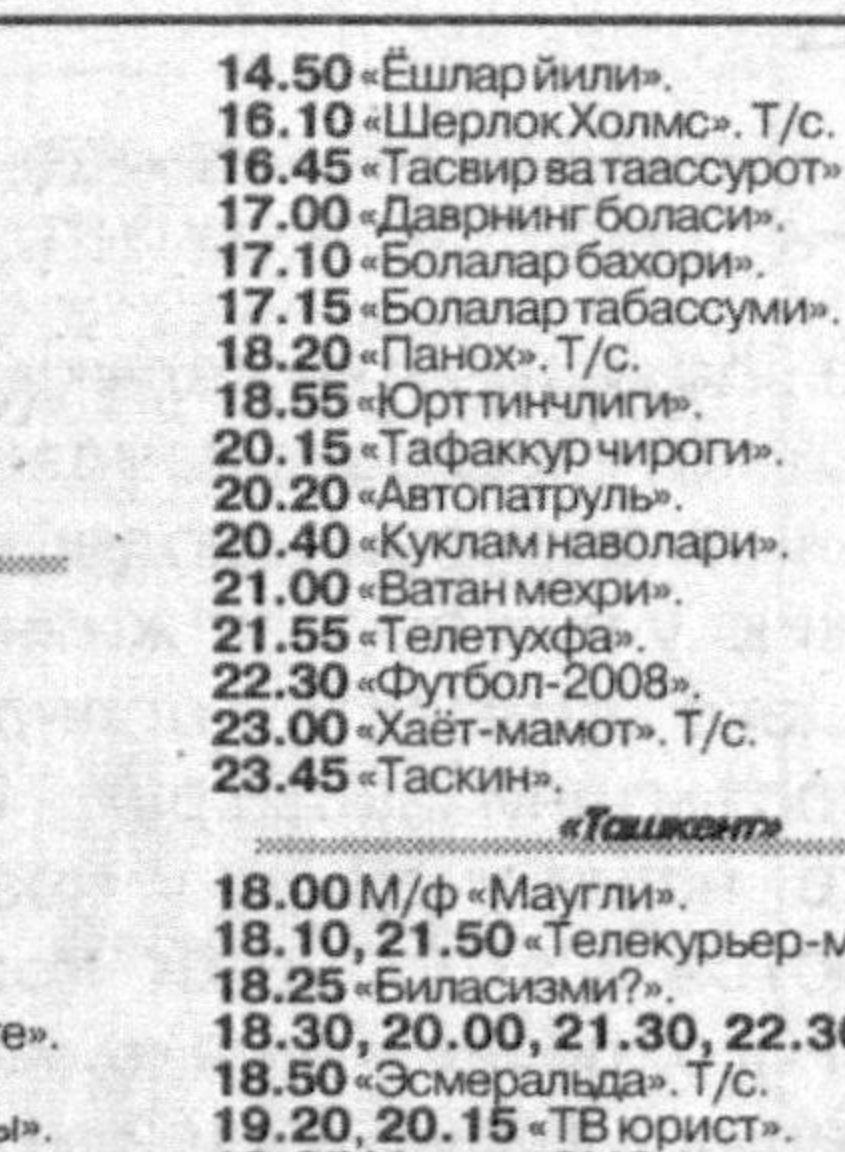 14.50 «Ёшлар йили».
16.10 «Шерлок Холмс». Т/с.
16.45 «Тасвир ва таассурот»
17.00 «Даврнинг боласи».
17.10 «Болалар бахори».
17.15 «Болалар табассуми».
18.20 «Панох». Т/с.
18.55 «Юрт тинчлиги».
20.15 «Тафаккур чироги».
20.20 «Автопатруль».
20.40 «Куклам наволари».
21.00 «Ватан мехри».
21.55 «Телетухфа».
22.30 «Футбол-2008».
23.00 «Хаёт-мамот». Т/с.
23.45 «Таскин».
«Ташкент»
18.00 М/ф «Маугли».
18.10, 21.50 «Телекурьер-м
18.25 «Биласизми?».
18.30, 20.00, 21.30, 22.30
18.50 «Эсмеральда». Т/с.
19.20, 20.15 «ТВ юрист».